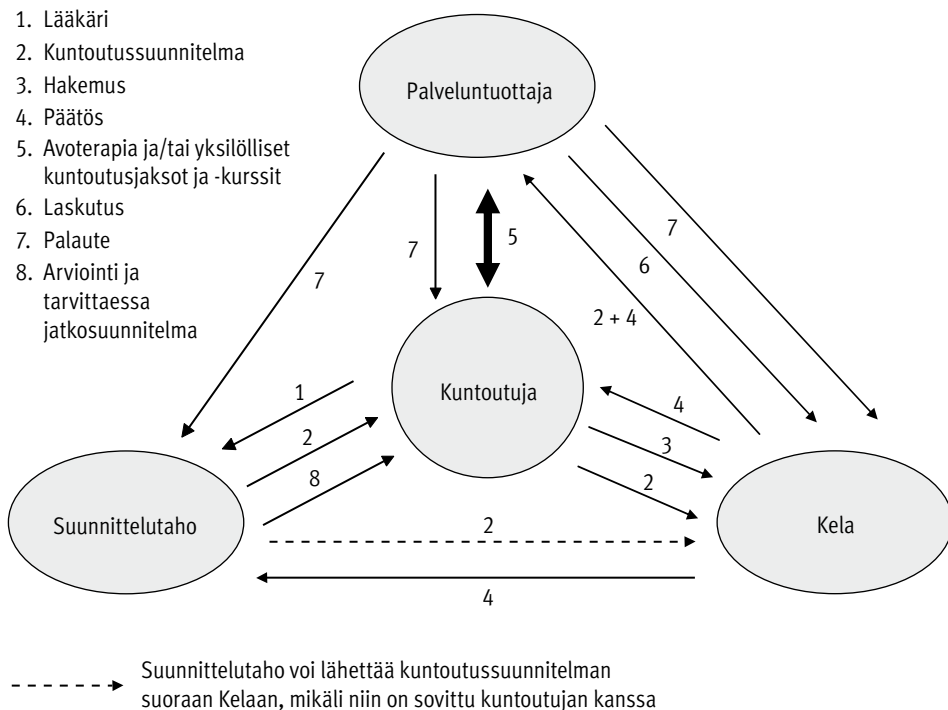 1. Lääkäri
2. Kuntoutussuunnitelma
3. Hakemus
4. Päätös
5. Avoterapia ja/tai yksilölliset
kuntoutusjaksot ja -kurssit
6. Laskutus
7. Palaute
8. Arviointi ja
tarvittaessa
jatkosuunnitelma
Palveluntuottaja
7
7
5
2 + 4
6
7
Kuntoutuja
1
2
8
4
3
2
Suunnittelutaho
2
Kela
4
Suunnittelutaho voi lähettää kuntoutussuunnitelman
suoraan Kelaan, mikäli niin on sovittu kuntoutujan kanssa